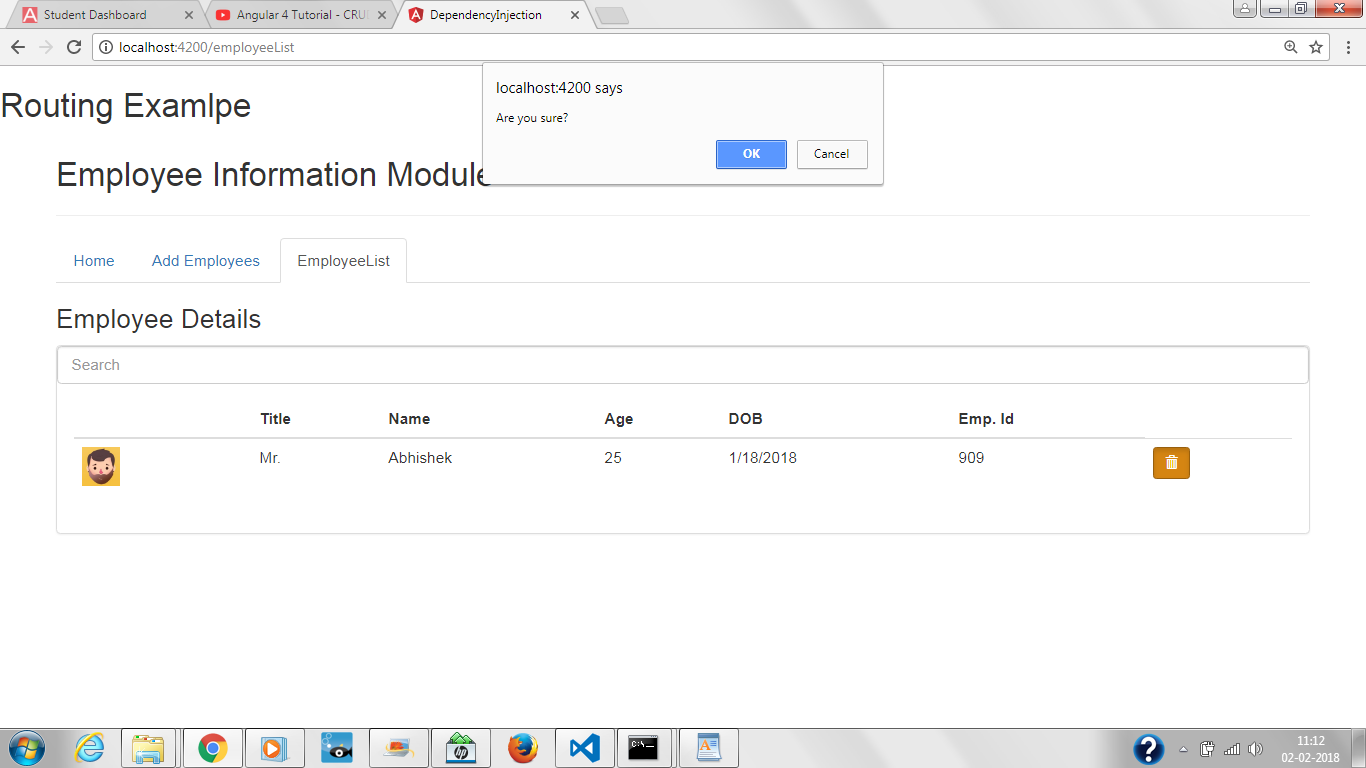 Student Dashboard
Angular 4 Tutorial - CRU
DependencyInjection
localhost:4200/employeeList
localhost:4200 says
Are you sure?
OK
Cancel
Routing Examlpe
Employee Information Module
Home
Add Employees
EmployeeList
Employee Details
Search
Title Name Age DOB Emp. Id
Mr. Abhishek 25 1/18/2018 909
11:12
02-02-2018